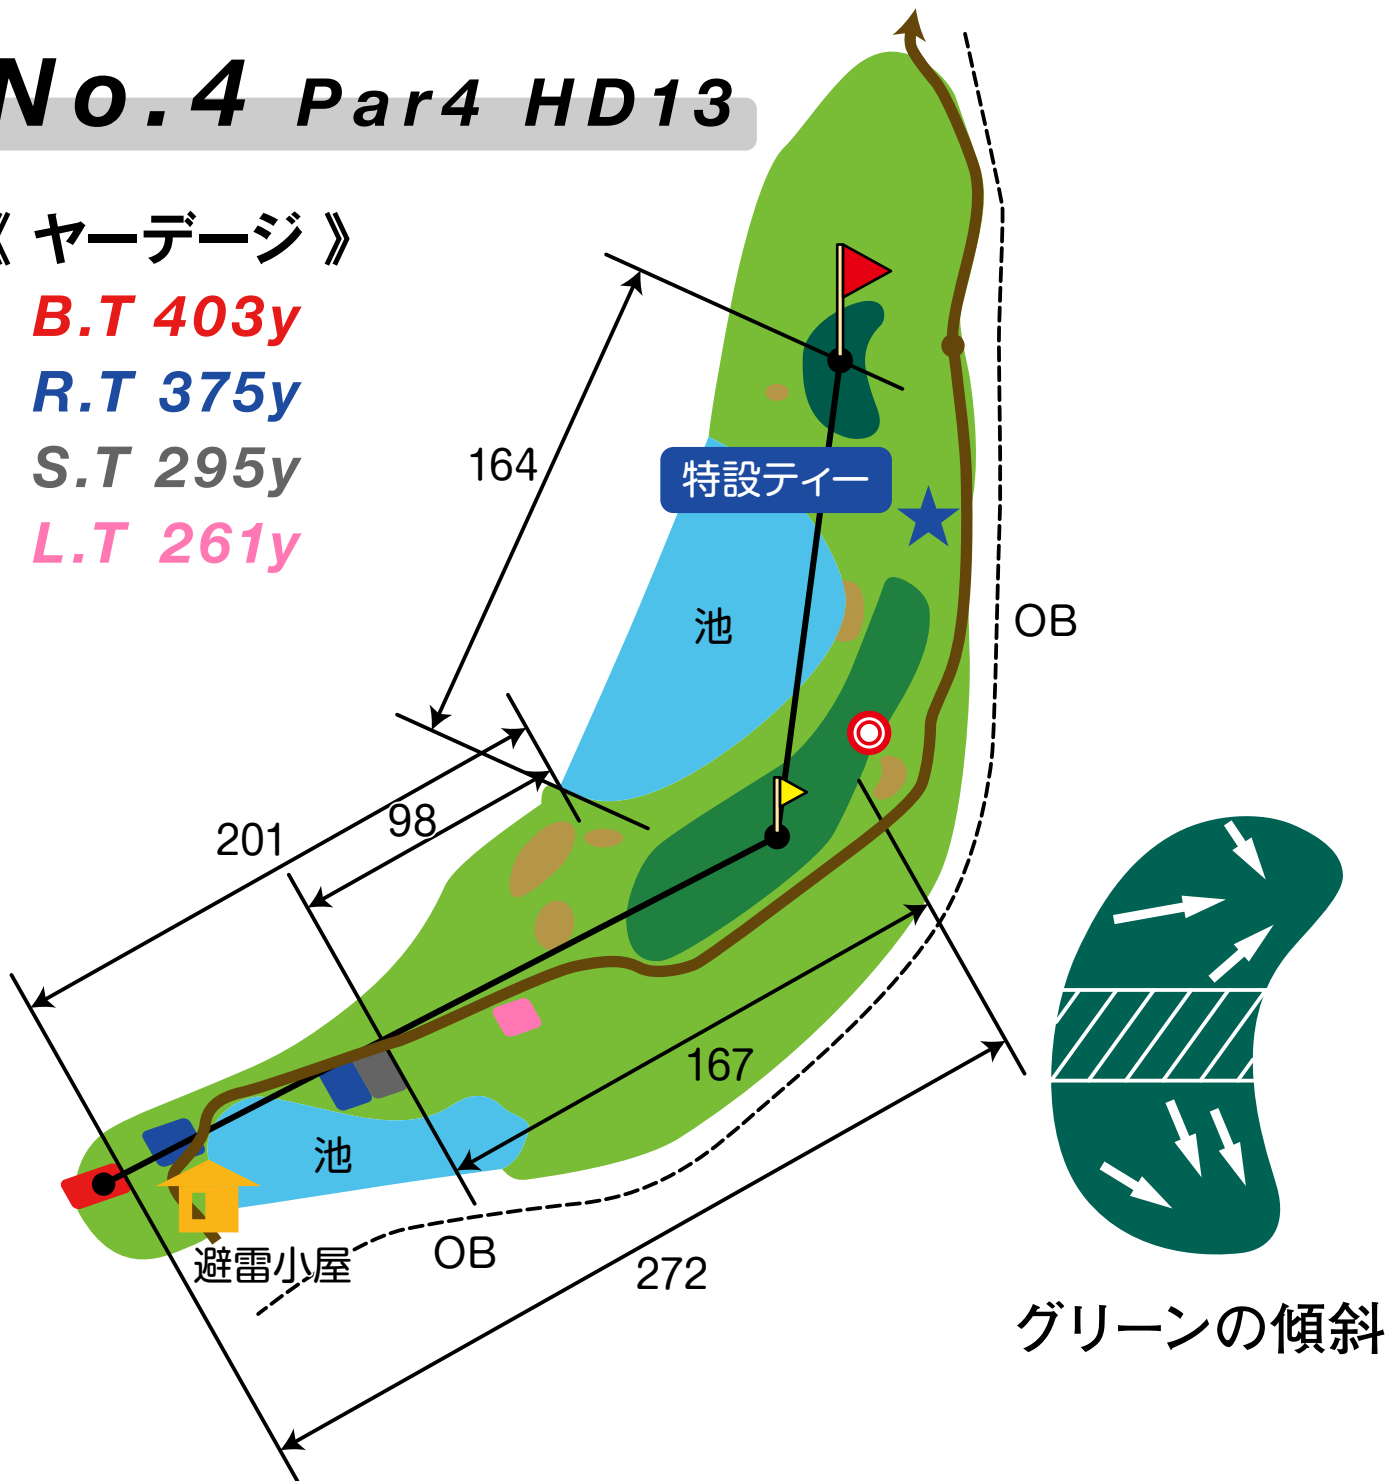 No.4 Par4 HD13
《 ヤーデージ 》
B.T 403y
R.T 375y
S.T 295y
L.T 261y
164
特設ティー
池
OB
201
98
167
池
避雷小屋
OB
272
グリーンの傾斜